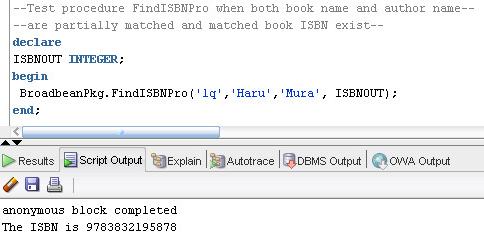 --Test procedure FindISBNPro when both book name and author name--
--are partially matched and matched book ISBN exist--
declare
ISBNOUT INTEGER;
begin
BroadbeanPkg.FindISBNPro('1q','Haru','Mura', ISBNOUT);
end;
Results Script Output Explain Autotrace DBMS Output OWA Output
anonymous block completed
The ISBN is 9783832195878